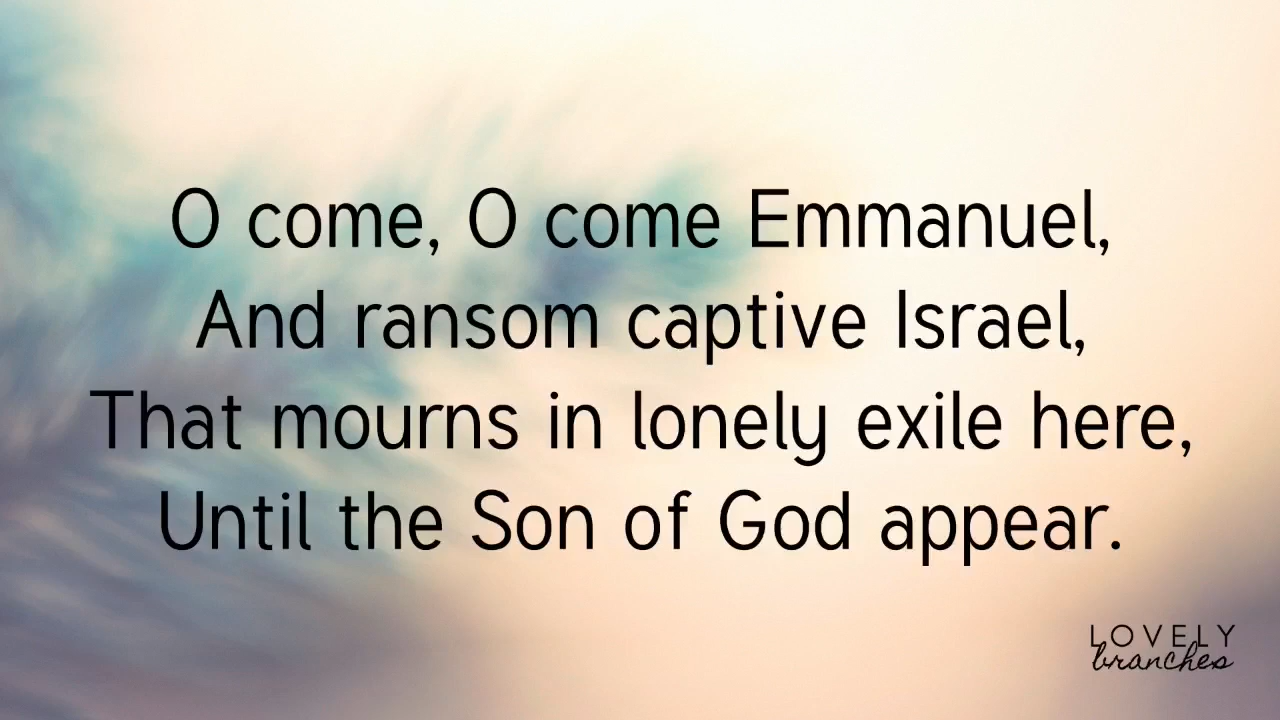 O come, O come Emmanuel,
And ransom captive Israel,
That mourns in lonely exile here,
Until the Son of God appear.
LOVELY
branches